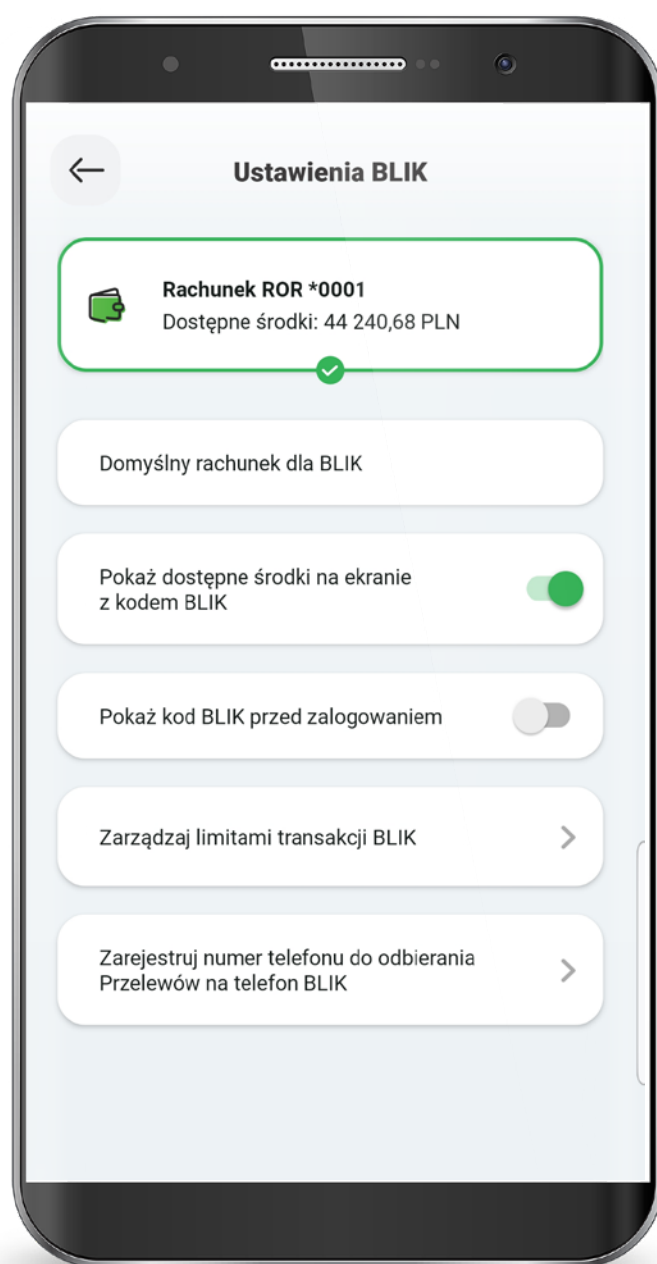 Ustawienia BLIK
Rachunek ROR *0001
Dostępne środki: 44 240,68 PLN
Domyślny rachunek dla BLIK
Pokaż dostępne środki na ekranie
z kodem BLIK
Pokaż kod BLIK przed zalogowaniem
Zarządzaj limitami transakcji BLIK
Zarejestruj numer telefonu do odbierania
Przelewów na telefon BLIK